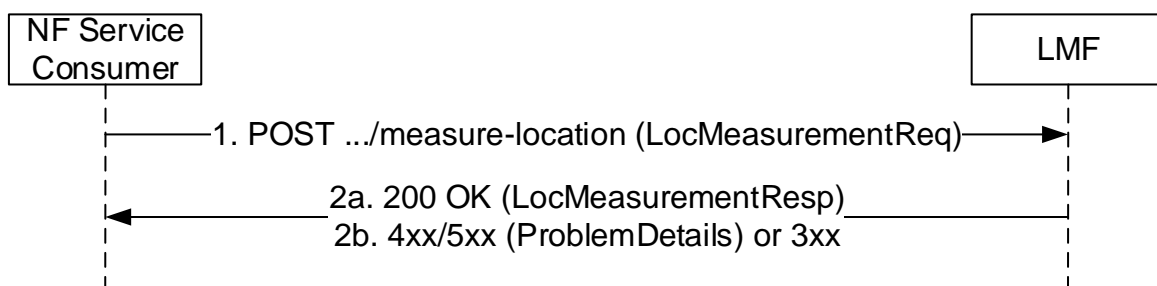 NF Service
Consumer
LMF
1. POST .../measure-location (LocMeasurementReq)
2a. 200 OK (LocMeasurementResp)
2b. 4xx/5xx (ProblemDetails) or 3xx